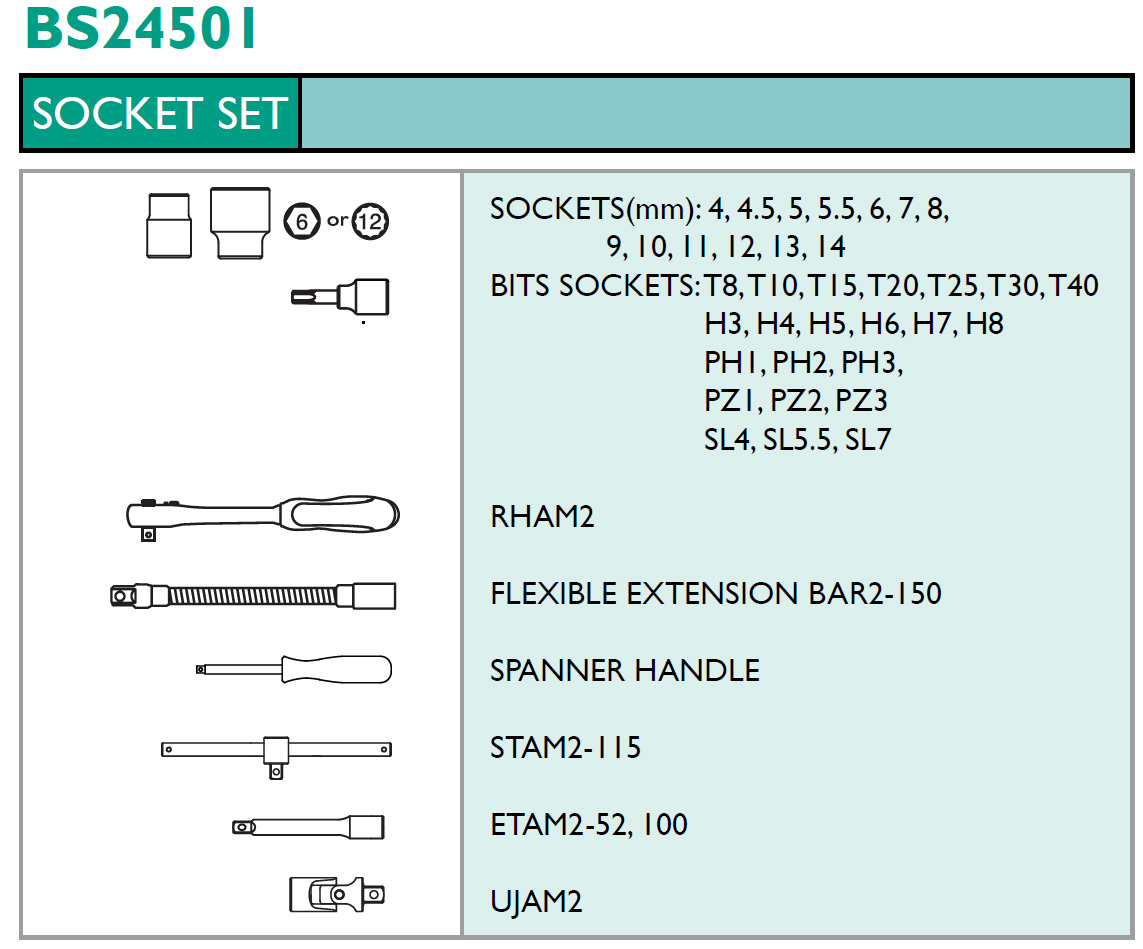 BS24501
SOCKET SET
6 or 12
SOCKETS(mm): 4, 4.5, 5, 5.5, 6, 7, 8,
9, 10, 11, 12, 13, 14
BITS SOCKETS: T8, T10, T15, T20, T25, T30, T40
H3, H4, H5, H6, H7, H8
PH1, PH2, PH3,
PZ1, PZ2, PZ3
SL4, SL5.5, SL7
RHAM2
FLEXIBLE EXTENSION BAR2-150
SPANNER HANDLE
STAM2-115
ETAM2-52, 100
UJAM2